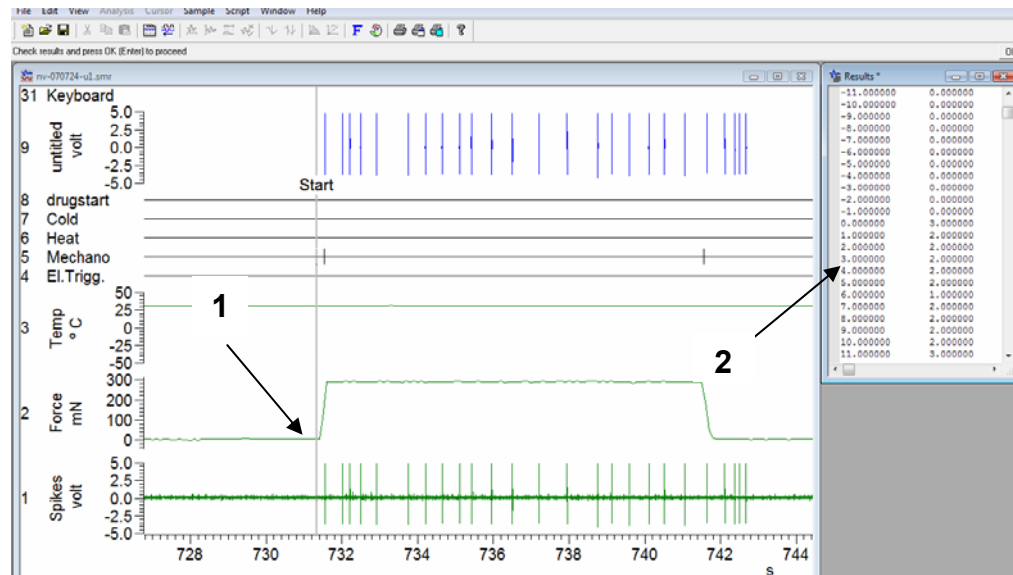 File Edit View Analysis Cursor Sample Script Window Help
Check results and press OK (Enter) to proceed
nv-070724-u1.smr
31 Keyboard
5.0
2.5
0.0
-2.5
-5.0
9
untitled
volt
Start
8 drugstart
7 Cold
6 Heat
5 Mechano
4 El.Trigg.
50
25
0
-25
-50
3
Temp
°C
1
300
200
100
0
2
Force
mN
5.0
2.5
0.0
-2.5
-5.0
1
Spikes
volt
728 730 732 734 736 738 740 742 744
s
Results *
-11.000000 0.000000
-10.000000 0.000000
-9.000000 0.000000
-8.000000 0.000000
-7.000000 0.000000
-6.000000 0.000000
-5.000000 0.000000
-4.000000 0.000000
-3.000000 0.000000
-2.000000 0.000000
-1.000000 0.000000
0.000000 3.000000
1.000000 2.000000
2.000000 2.000000
3.000000 2.000000
4.000000 2.000000
5.000000 2.000000
6.000000 1.000000
7.000000 2.000000
8.000000 2.000000
9.000000 2.000000
10.000000 2.000000
11.000000 3.000000
2